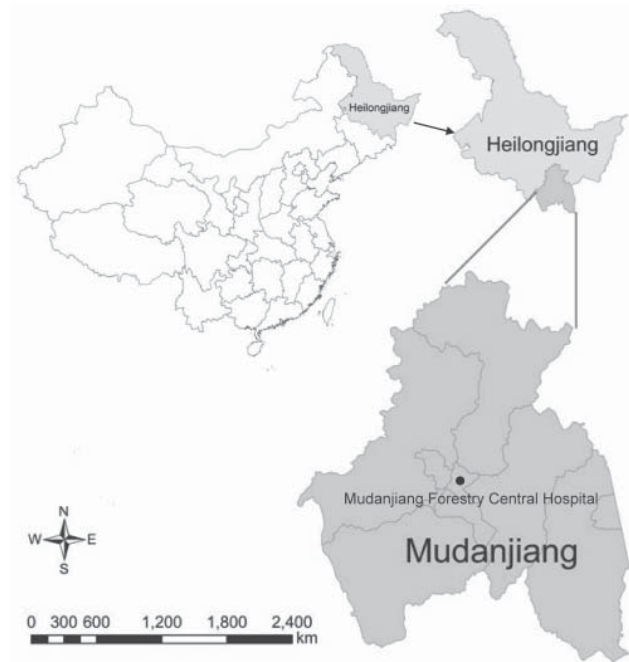 Heilongjiang
Heilongjiang
Mudanjiang Forestry Central Hospital
Mudanjiang
N
W E
S
0 300 600 1,200 1,800 2,400
km